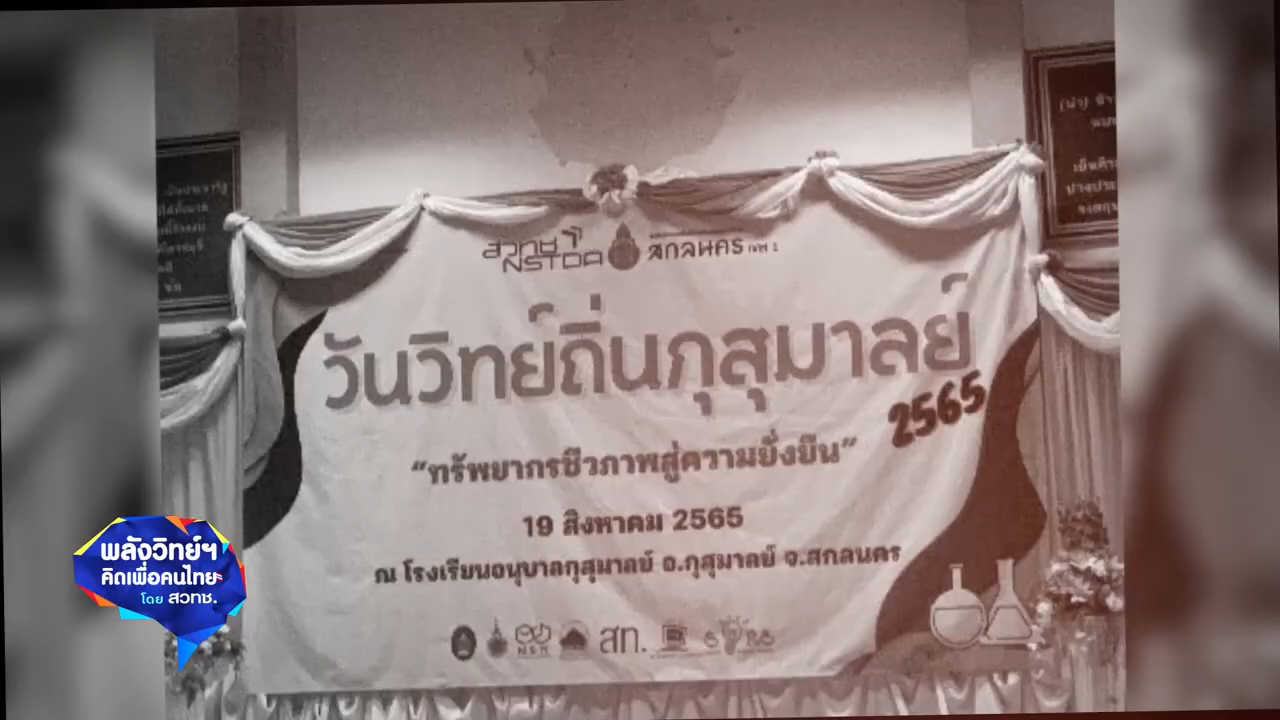 สวทช
NSTDA
สกลนคร เขต 1
วันวิทย์ถิ่นกุสุมาลย์
2565
“ทรัพยากรชีวภาพสู่ความยั่งยืน”
19 สิงหาคม 2565
ณ โรงเรียนอนุบาลกุสุมาลย์ อ.กุสุมาลย์ จ.สกลนคร
สท.
พลังวิทย์ฯ
คิดเพื่อคนไทย
โดย สวทช.